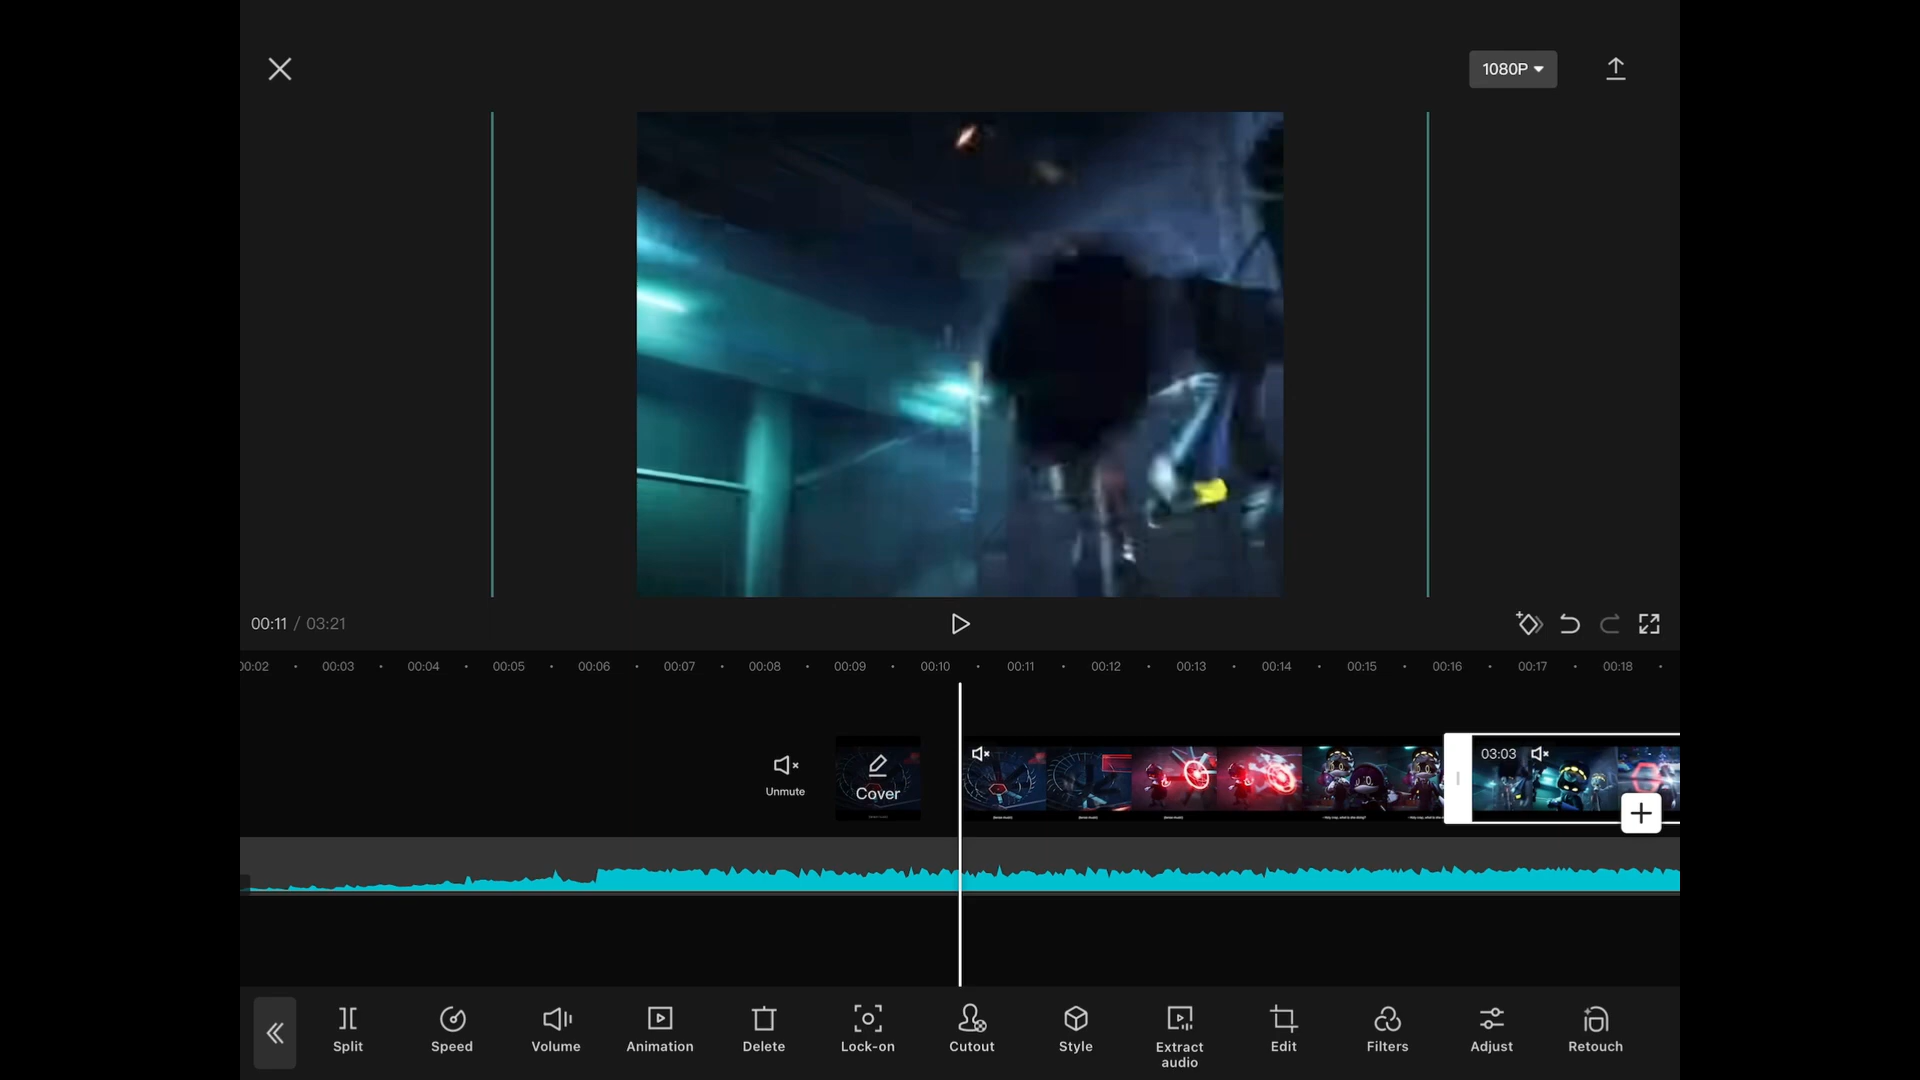 1080P
00:11 / 03:21
00:02 00:03 00:04 00:05 00:06 00:07 00:08 00:09 00:10 00:11 00:12 00:13 00:14 00:15 00:16 00:17 00:18
Unmute
Cover
03:03
Split
Speed
Volume
Animation
Delete
Lock-on
Cutout
Style
Extract
audio
Edit
Filters
Adjust
Retouch